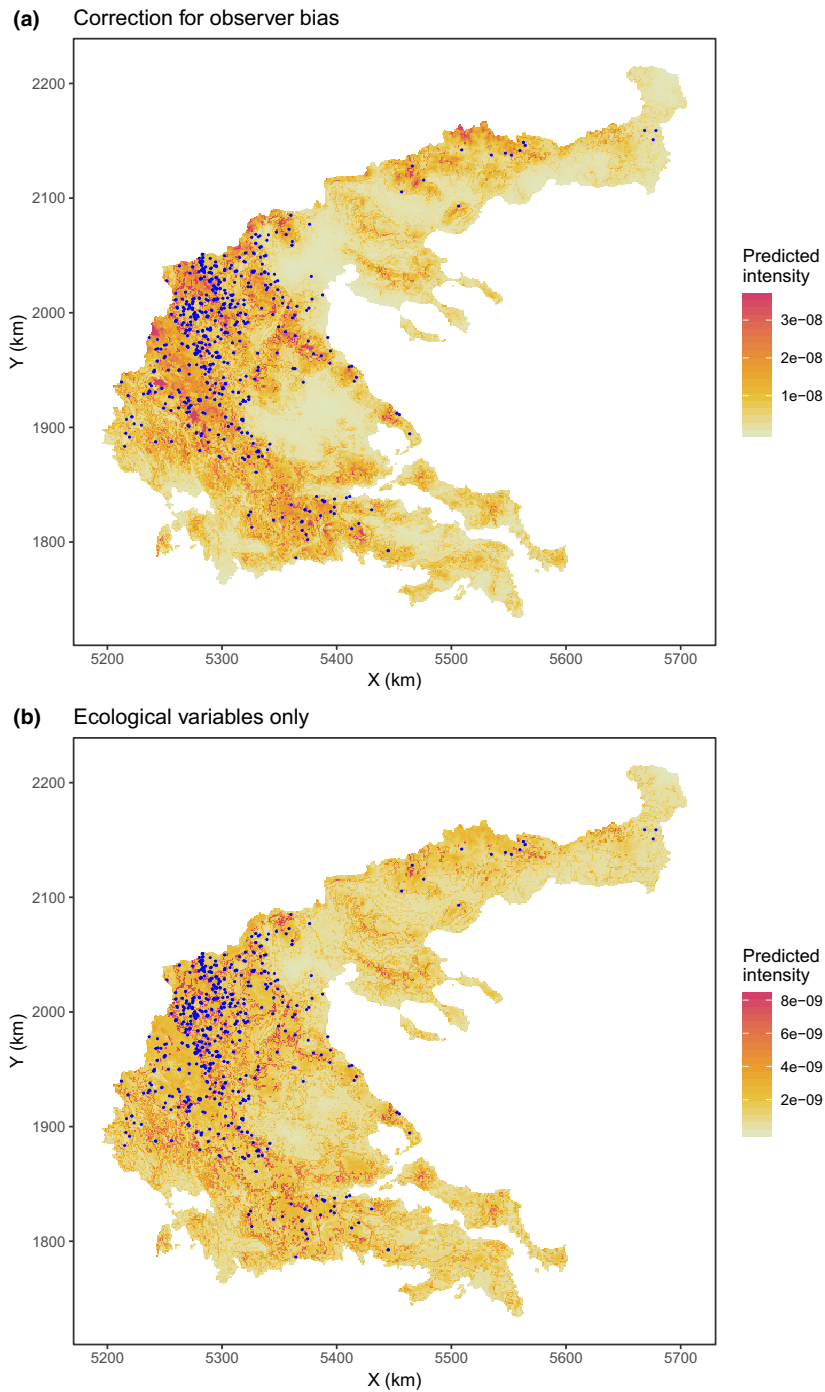 (a) Correction for observer bias
2200
2100
2000
1900
1800
Y (km)
5200 5300 5400 5500 5600 5700
X (km)
Predicted
intensity
3e−08
2e−08
1e−08
(b) Ecological variables only
2200
2100
2000
1900
1800
Y (km)
5200 5300 5400 5500 5600 5700
X (km)
Predicted
intensity
8e−09
6e−09
4e−09
2e−09